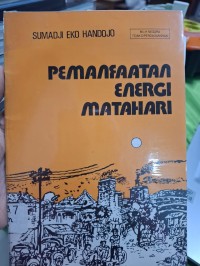 SUMADJI EKO HANDOJO
PEMANFAATAN
ENERGI
MATAHARI